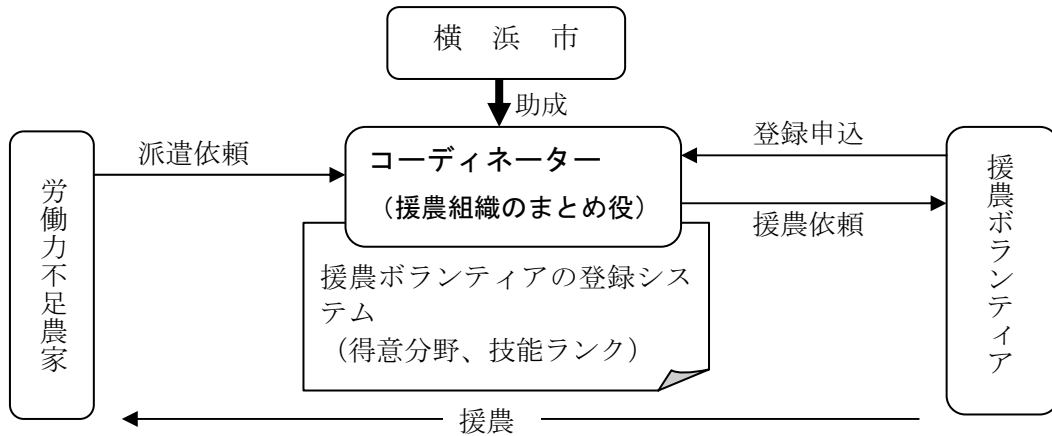 横 浜 市
助成
派遣依頼
コーディネーター
（援農組織のまとめ役）
登録申込
援農依頼
労働力不足農家
援農ボランティアの登録シス
テム
（得意分野、技能ランク）
援農ボランティア
援農